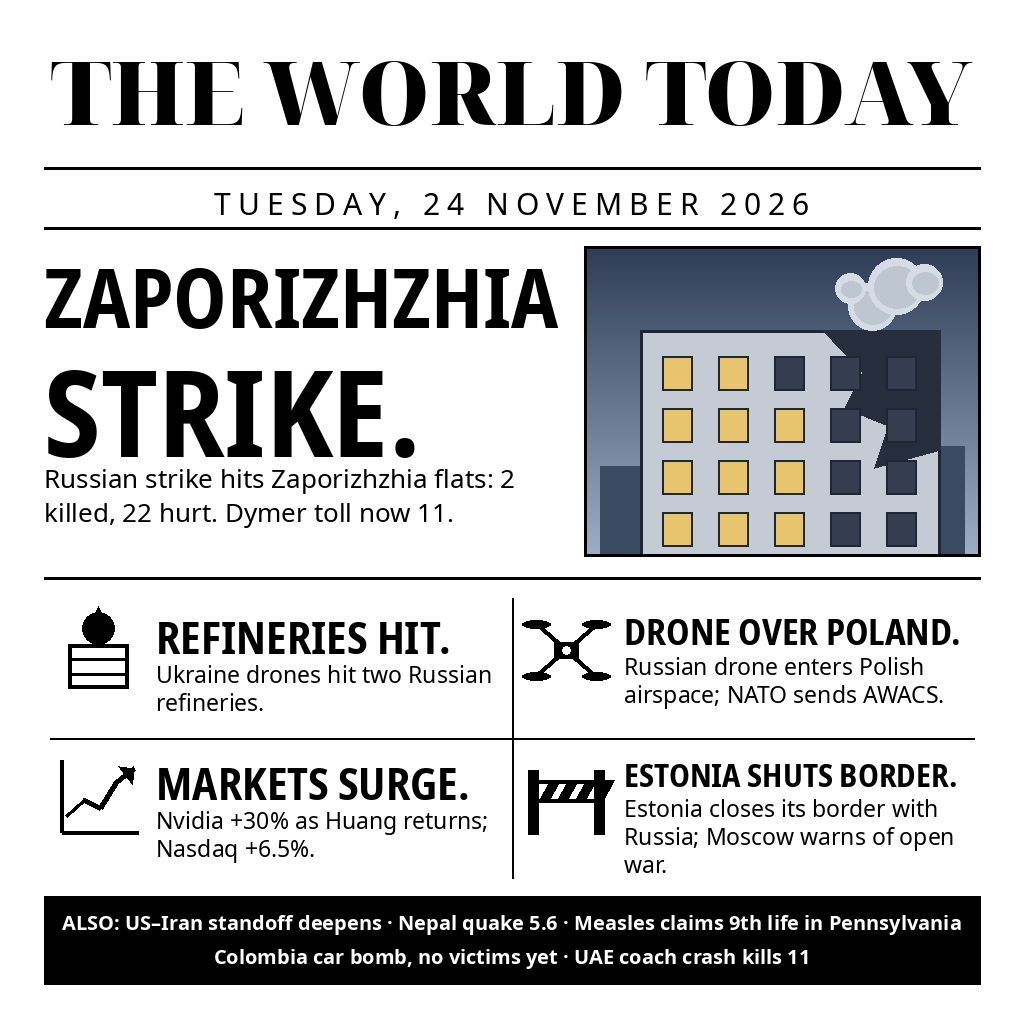 THE WORLD TODAY
TUESDAY, 24 NOVEMBER 2026
ZAPORIZHZHIA
STRIKE.
Russian strike hits Zaporizhzhia flats: 2
killed, 22 hurt. Dymer toll now 11.
REFINERIES HIT.
Ukraine drones hit two Russian
refineries.
DRONE OVER POLAND.
Russian drone enters Polish
airspace; NATO sends AWACS.
MARKETS SURGE.
Nvidia +30% as Huang returns;
Nasdaq +6.5%.
ESTONIA SHUTS BORDER.
Estonia closes its border with
Russia; Moscow warns of open
war.
ALSO: US–Iran standoff deepens · Nepal quake 5.6 · Measles claims 9th life in Pennsylvania
Colombia car bomb, no victims yet · UAE coach crash kills 11